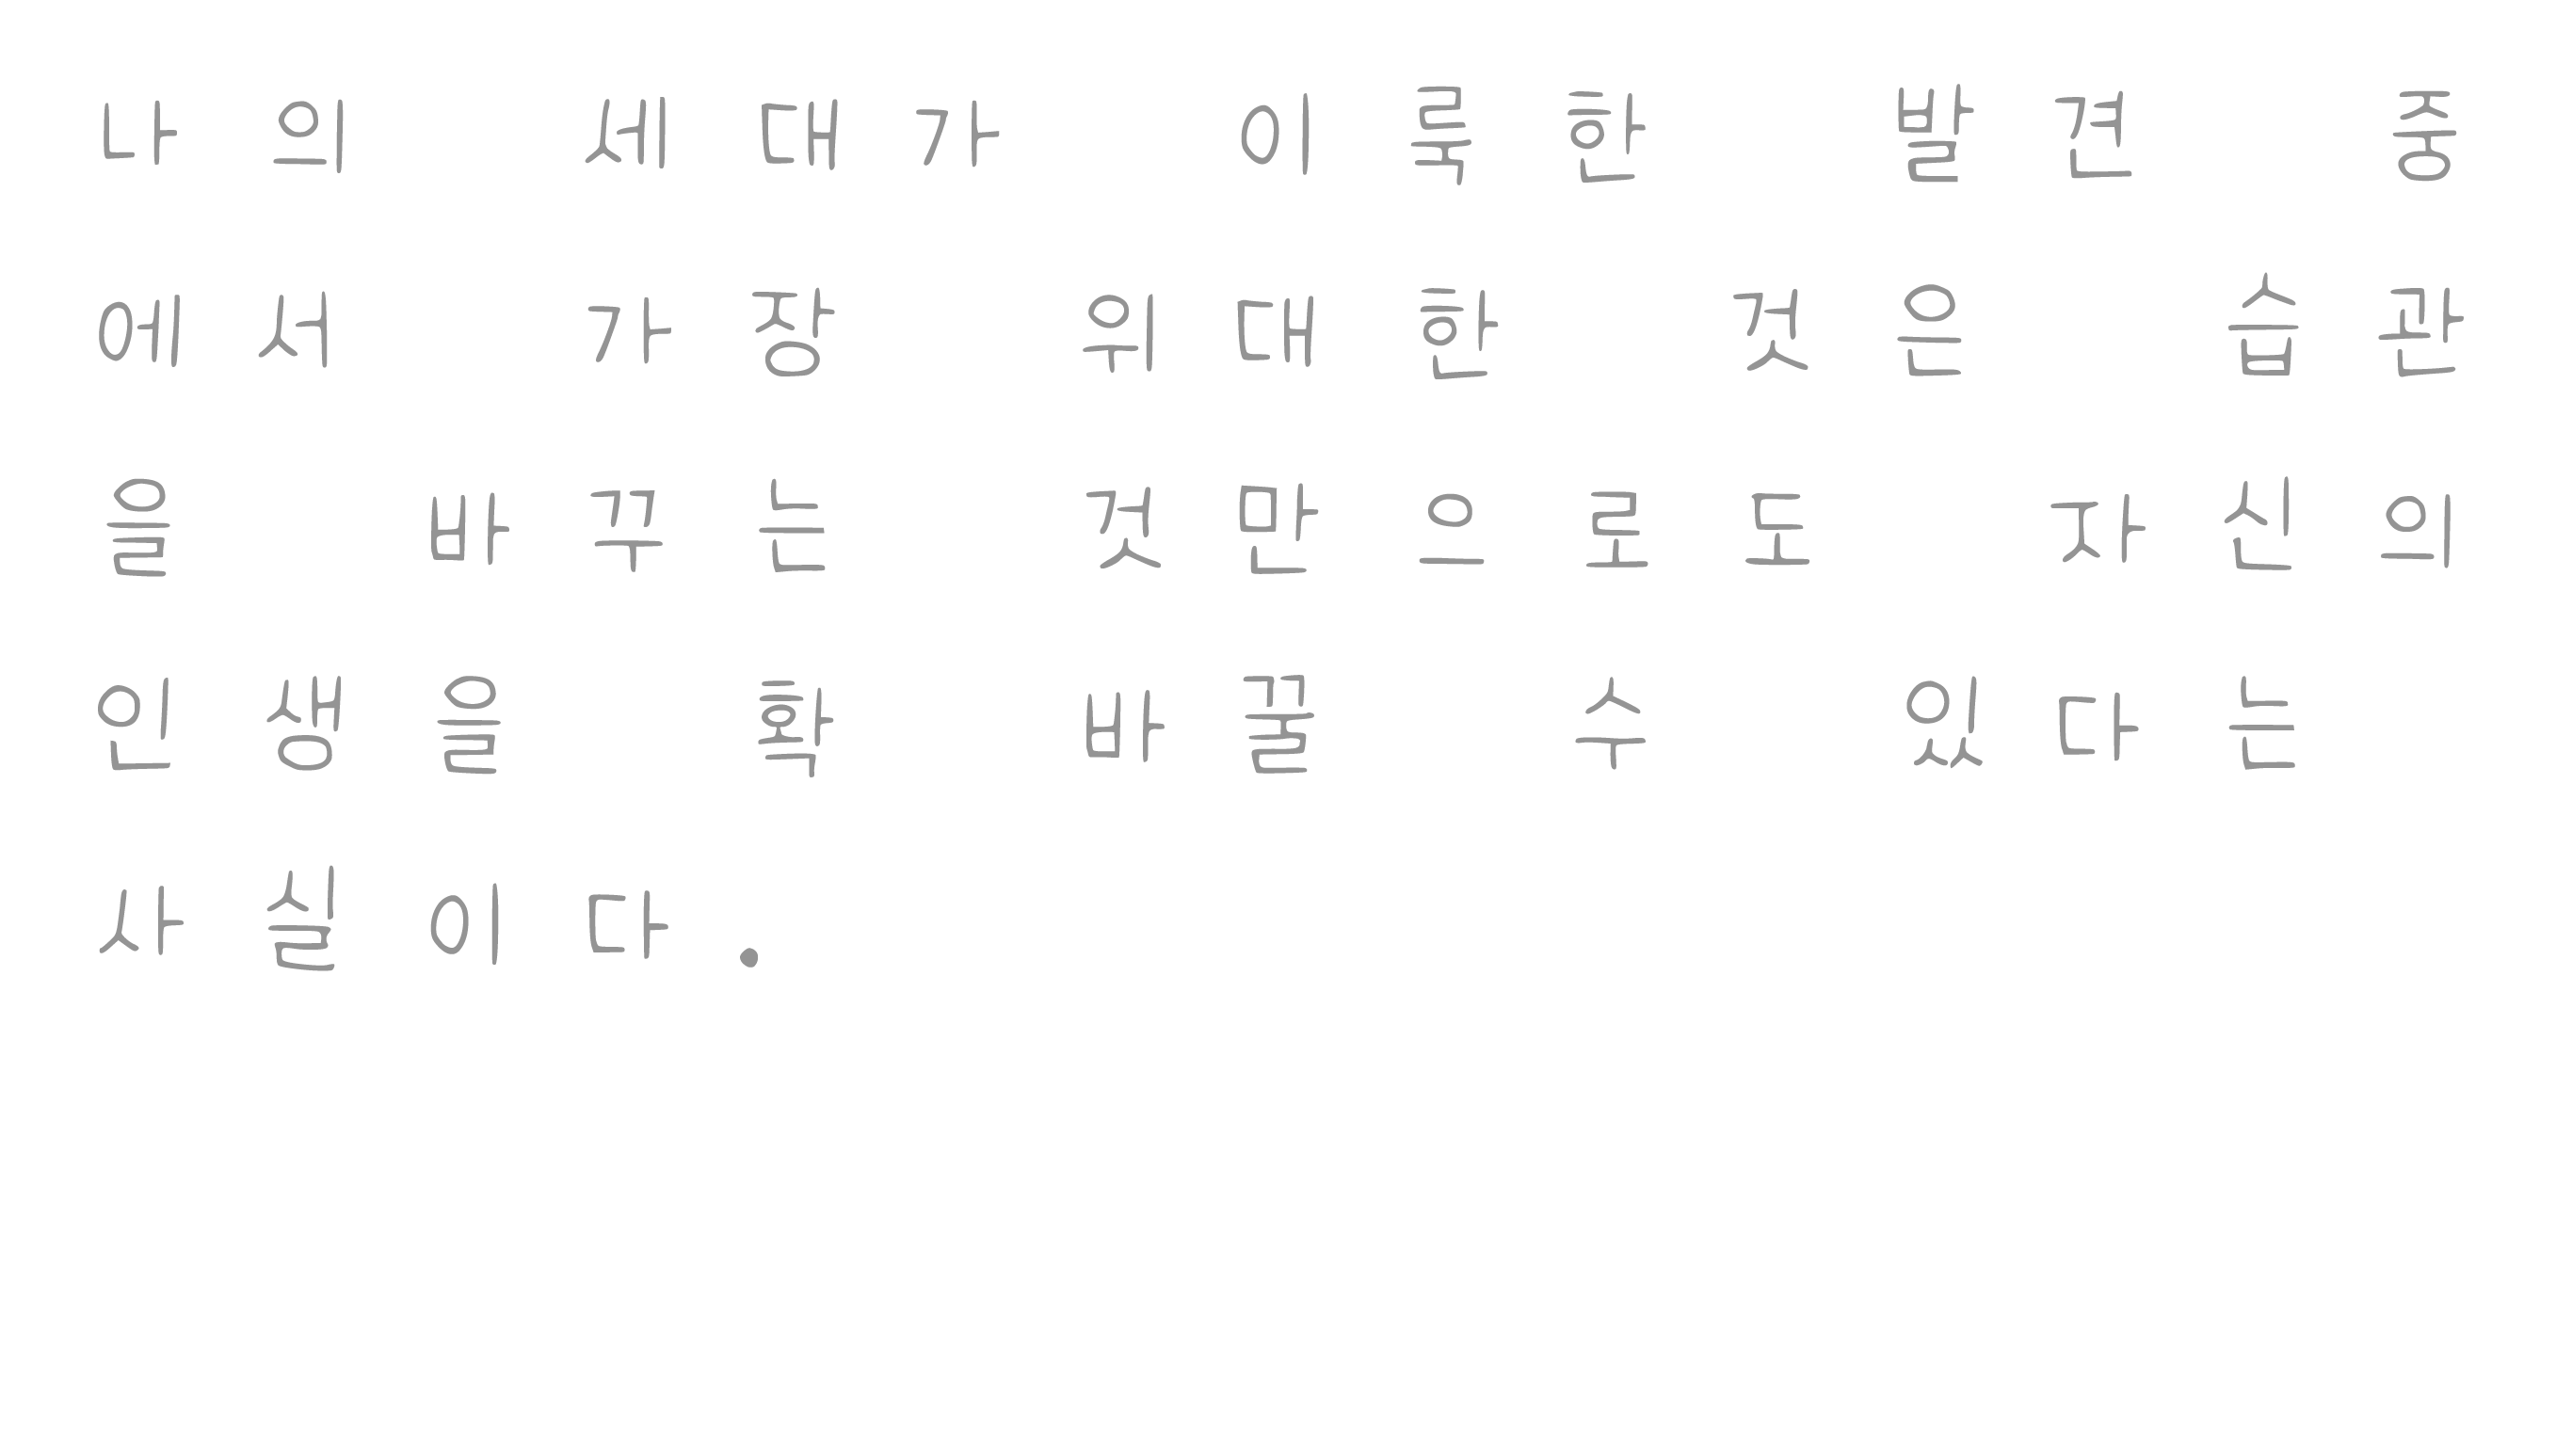 나의 세대가 이룩한 발견 중
에서 가장 위대한 것은 습관
을 바꾸는 것만으로도 자신의
인생을 확 바꿀 수 있다는
사실이다.